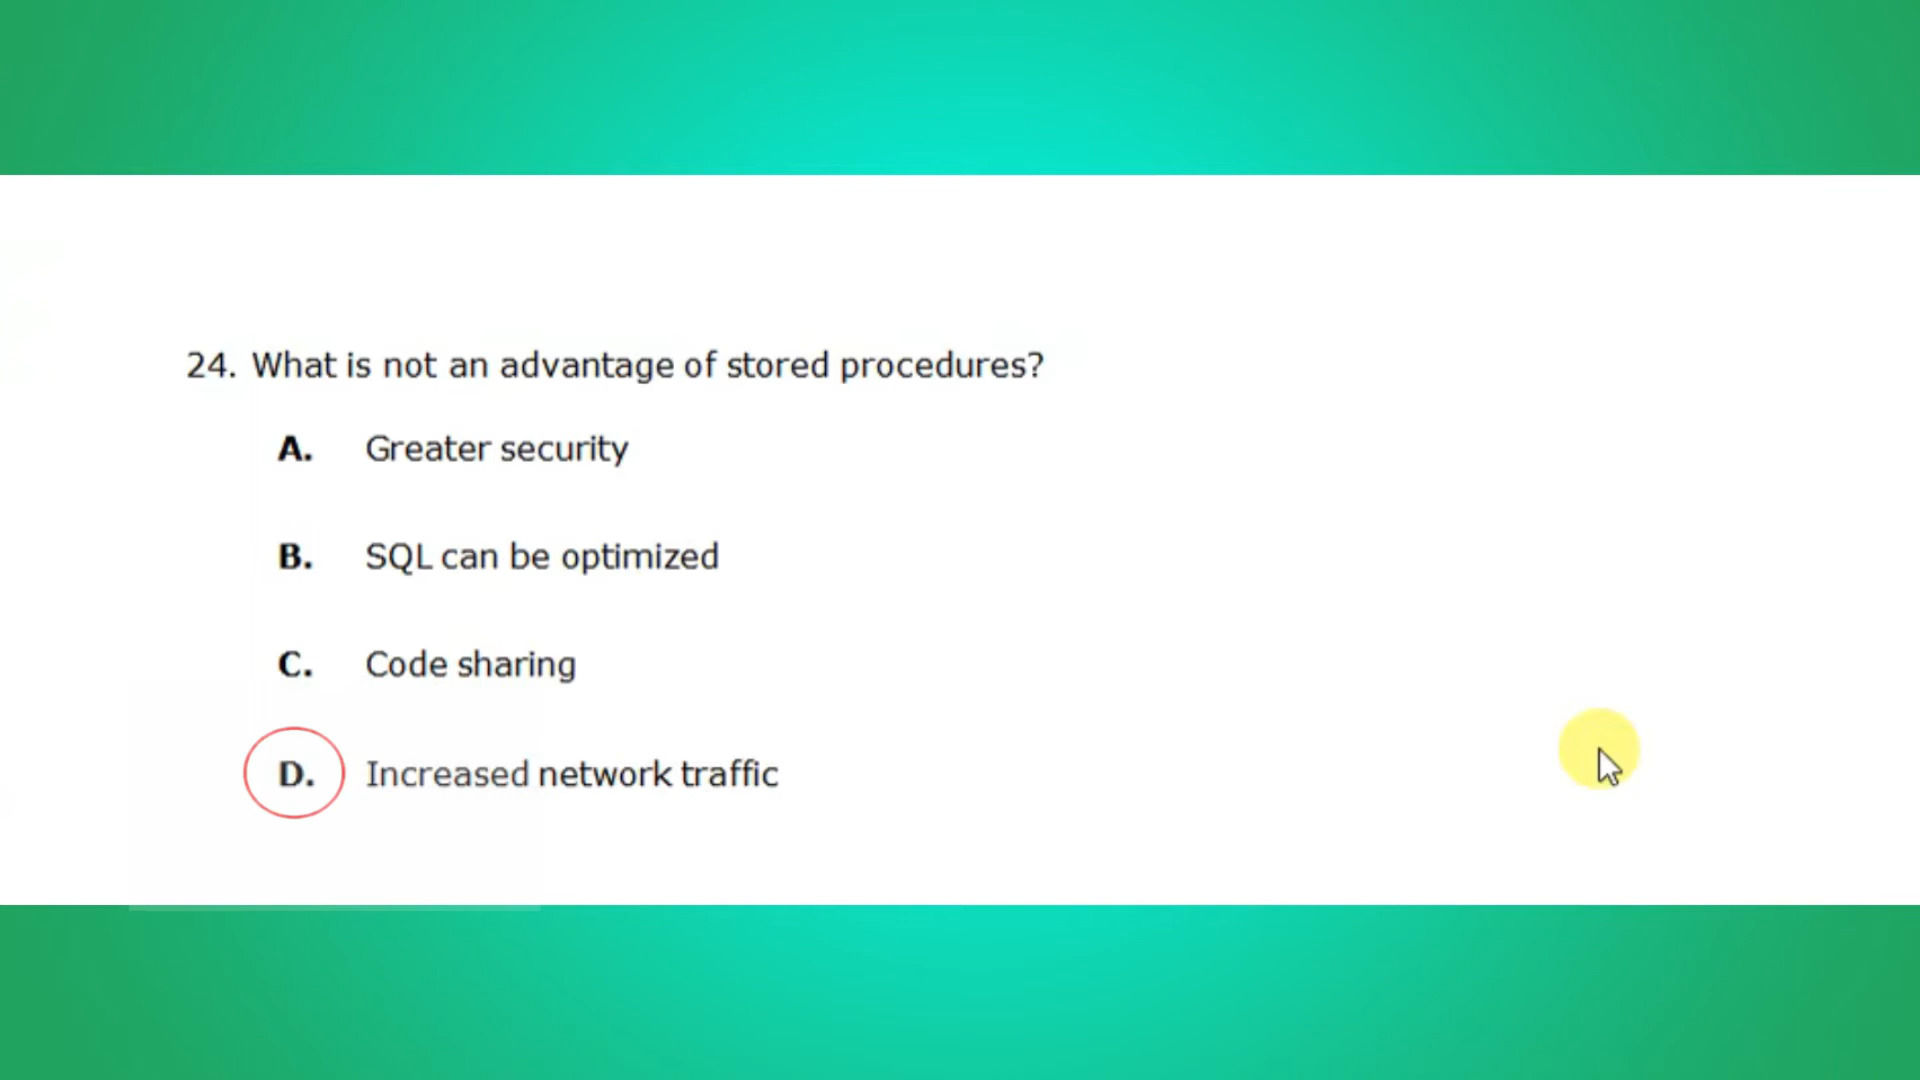 24. What is not an advantage of stored procedures?
A. Greater security
B. SQL can be optimized
C. Code sharing
D. Increased network traffic